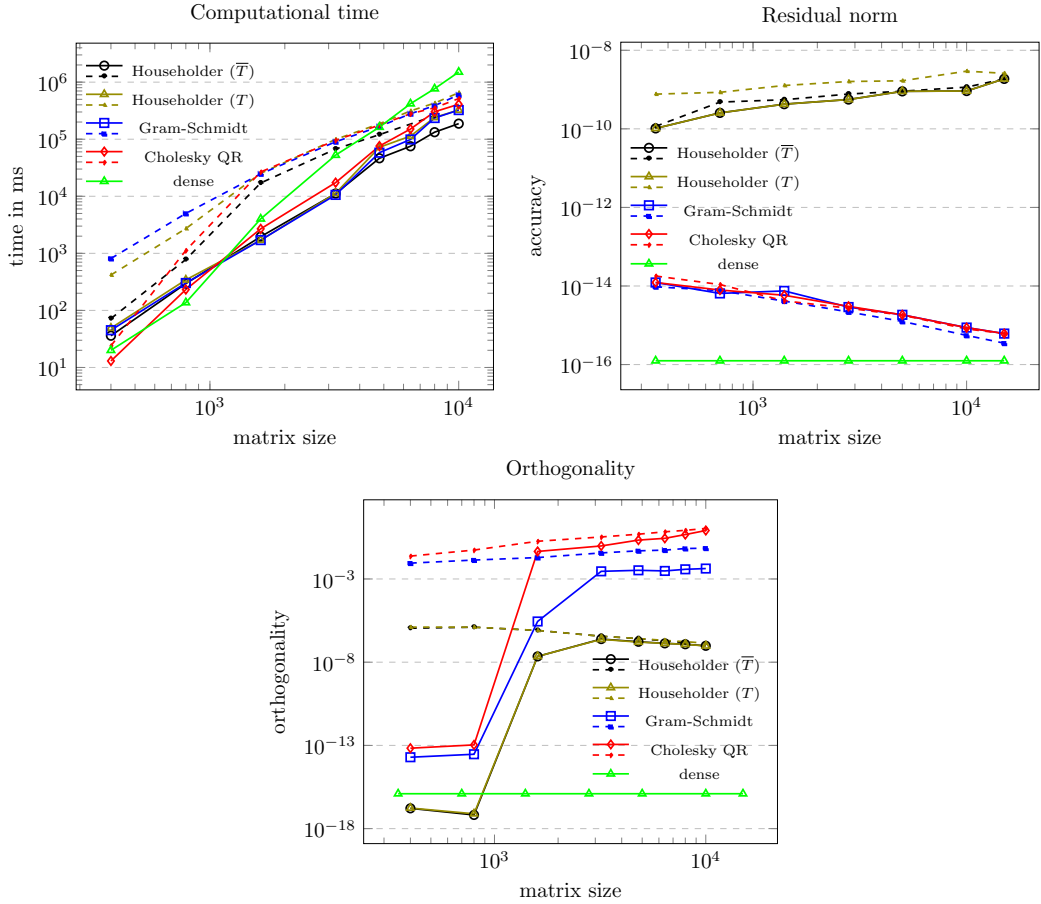 Computational time
10^6
10^5
10^4
10^3
10^2
10^1
time in ms
Householder (T̅)
Householder (T)
Gram-Schmidt
Cholesky QR
dense
10^3
10^4
matrix size
Residual norm
10^−8
10^−10
10^−12
10^−14
10^−16
accuracy
Householder (T̅)
Householder (T)
Gram-Schmidt
Cholesky QR
dense
10^3
10^4
matrix size
Orthogonality
10^−3
10^−8
10^−13
10^−18
orthogonality
Householder (T̅)
Householder (T)
Gram-Schmidt
Cholesky QR
dense
10^3
10^4
matrix size